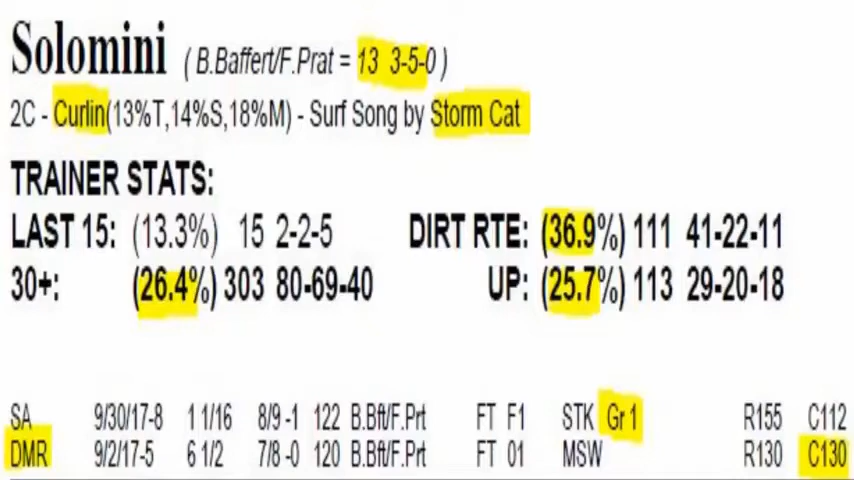 Solomini ( B.Baffert/F.Prat = 13 3-5-0 )
2C - Curlin(13%T,14%S,18%M) - Surf Song by Storm Cat
TRAINER STATS:
LAST 15: (13.3%) 15 2-2-5 DIRT RTE: (36.9%) 111 41-22-11
30+: (26.4%) 303 80-69-40 UP: (25.7%) 113 29-20-18
SA 9/30/17-8 1 1/16 8/9 -1 122 B.Bft/F.Prt FT F1 STK Gr 1 R155 C112
DMR 9/2/17-5 6 1/2 7/8 -0 120 B.Bft/F.Prt FT 01 MSW R130 C130